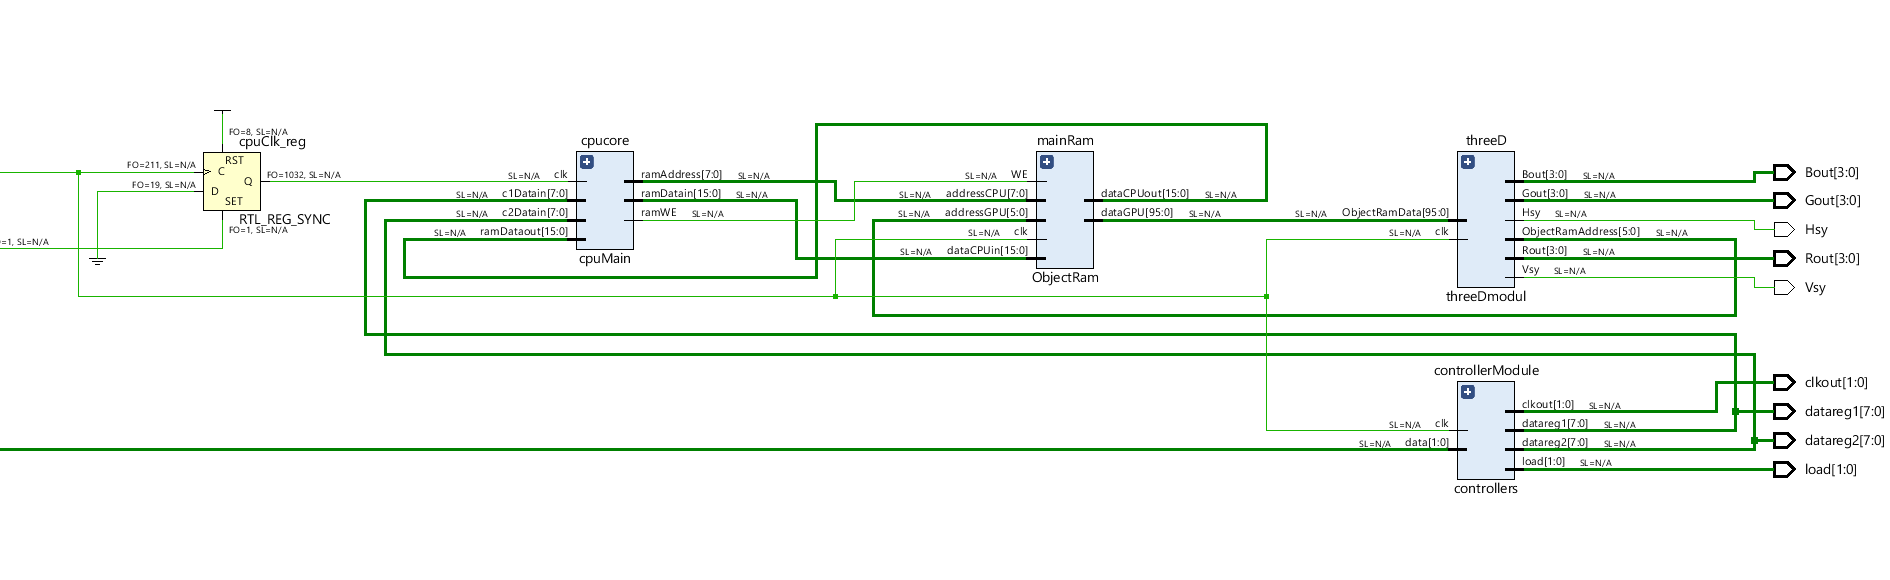 FO=8, SL=N/A
cpuClk_reg
RST
FO=211, SL=N/A
C
Q
FO=1032, SL=N/A
FO=19, SL=N/A
D
SET
RTL_REG_SYNC
FO=1, SL=N/A
=1, SL=N/A
cpucore
SL=N/A clk
SL=N/A c1Datain[7:0]
SL=N/A c2Datain[7:0]
SL=N/A ramDataout[15:0]
ramAddress[7:0] SL=N/A
ramDatain[15:0] SL=N/A
ramWE SL=N/A
cpuMain
mainRam
SL=N/A WE
SL=N/A addressCPU[7:0]
SL=N/A addressGPU[5:0]
SL=N/A clk
SL=N/A dataCPUin[15:0]
dataCPUout[15:0] SL=N/A
dataGPU[95:0] SL=N/A
ObjectRam
threeD
SL=N/A ObjectRamData[95:0]
SL=N/A clk
Bout[3:0] SL=N/A
Gout[3:0] SL=N/A
Hsy SL=N/A
ObjectRamAddress[5:0] SL=N/A
Rout[3:0] SL=N/A
Vsy SL=N/A
threeDmodul
Bout[3:0]
Gout[3:0]
Hsy
Rout[3:0]
Vsy
controllerModule
SL=N/A clk
SL=N/A data[1:0]
clkout[1:0] SL=N/A
datareg1[7:0] SL=N/A
datareg2[7:0] SL=N/A
load[1:0] SL=N/A
controllers
clkout[1:0]
datareg1[7:0]
datareg2[7:0]
load[1:0]